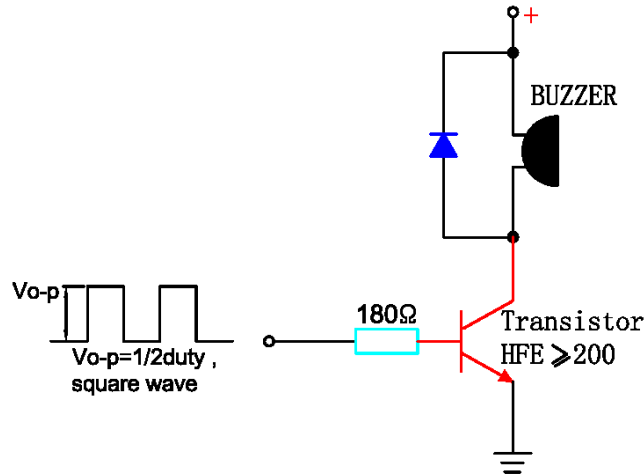 +
BUZZER
Vo-p
180Ω
Transistor
HFE ⩾200
Vo-p=1/2duty ,
square wave